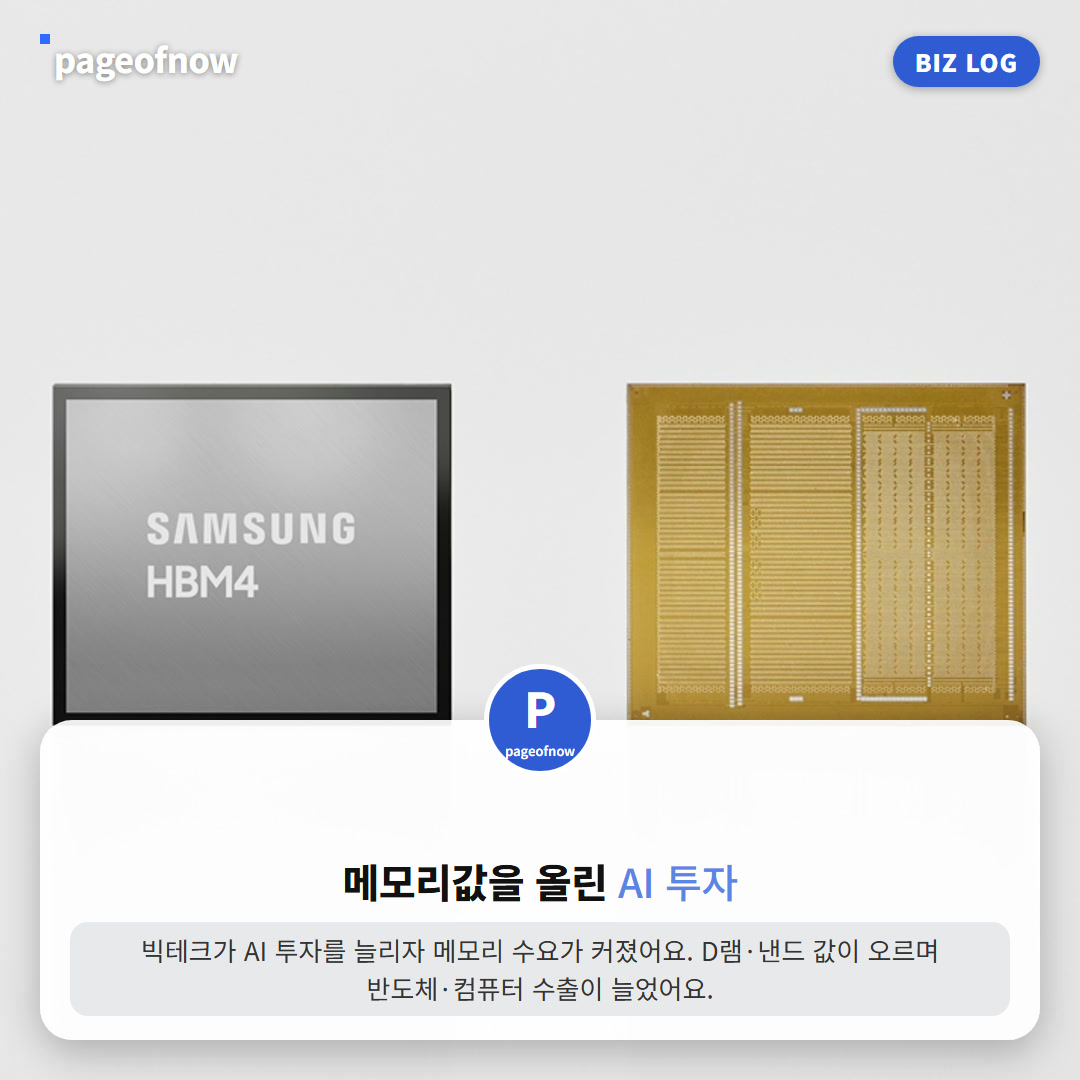 pageofnow
BIZ LOG
SAMSUNG
HBM4
P
pageofnow
메모리값을 올린 AI 투자
빅테크가 AI 투자를 늘리자 메모리 수요가 커졌어요. D램·낸드 값이 오르며
반도체·컴퓨터 수출이 늘었어요.